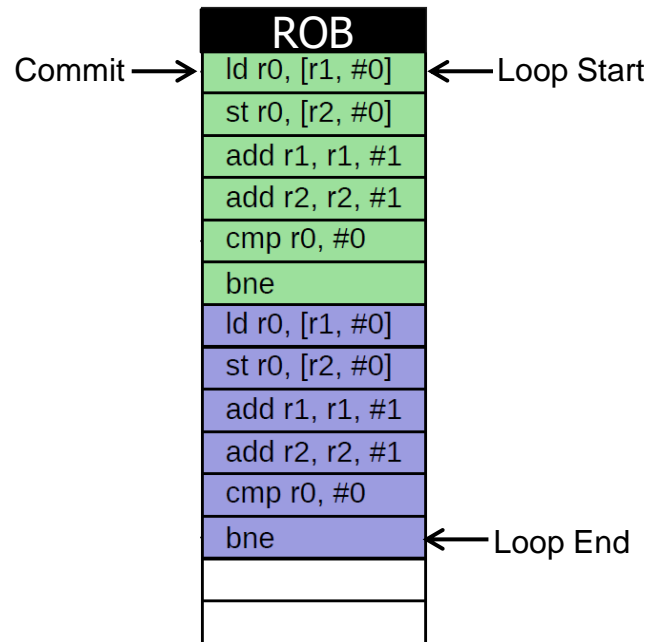 ROB
Commit
ld r0, [r1, #0]
Loop Start
st r0, [r2, #0]
add r1, r1, #1
add r2, r2, #1
cmp r0, #0
bne
ld r0, [r1, #0]
st r0, [r2, #0]
add r1, r1, #1
add r2, r2, #1
cmp r0, #0
bne
Loop End